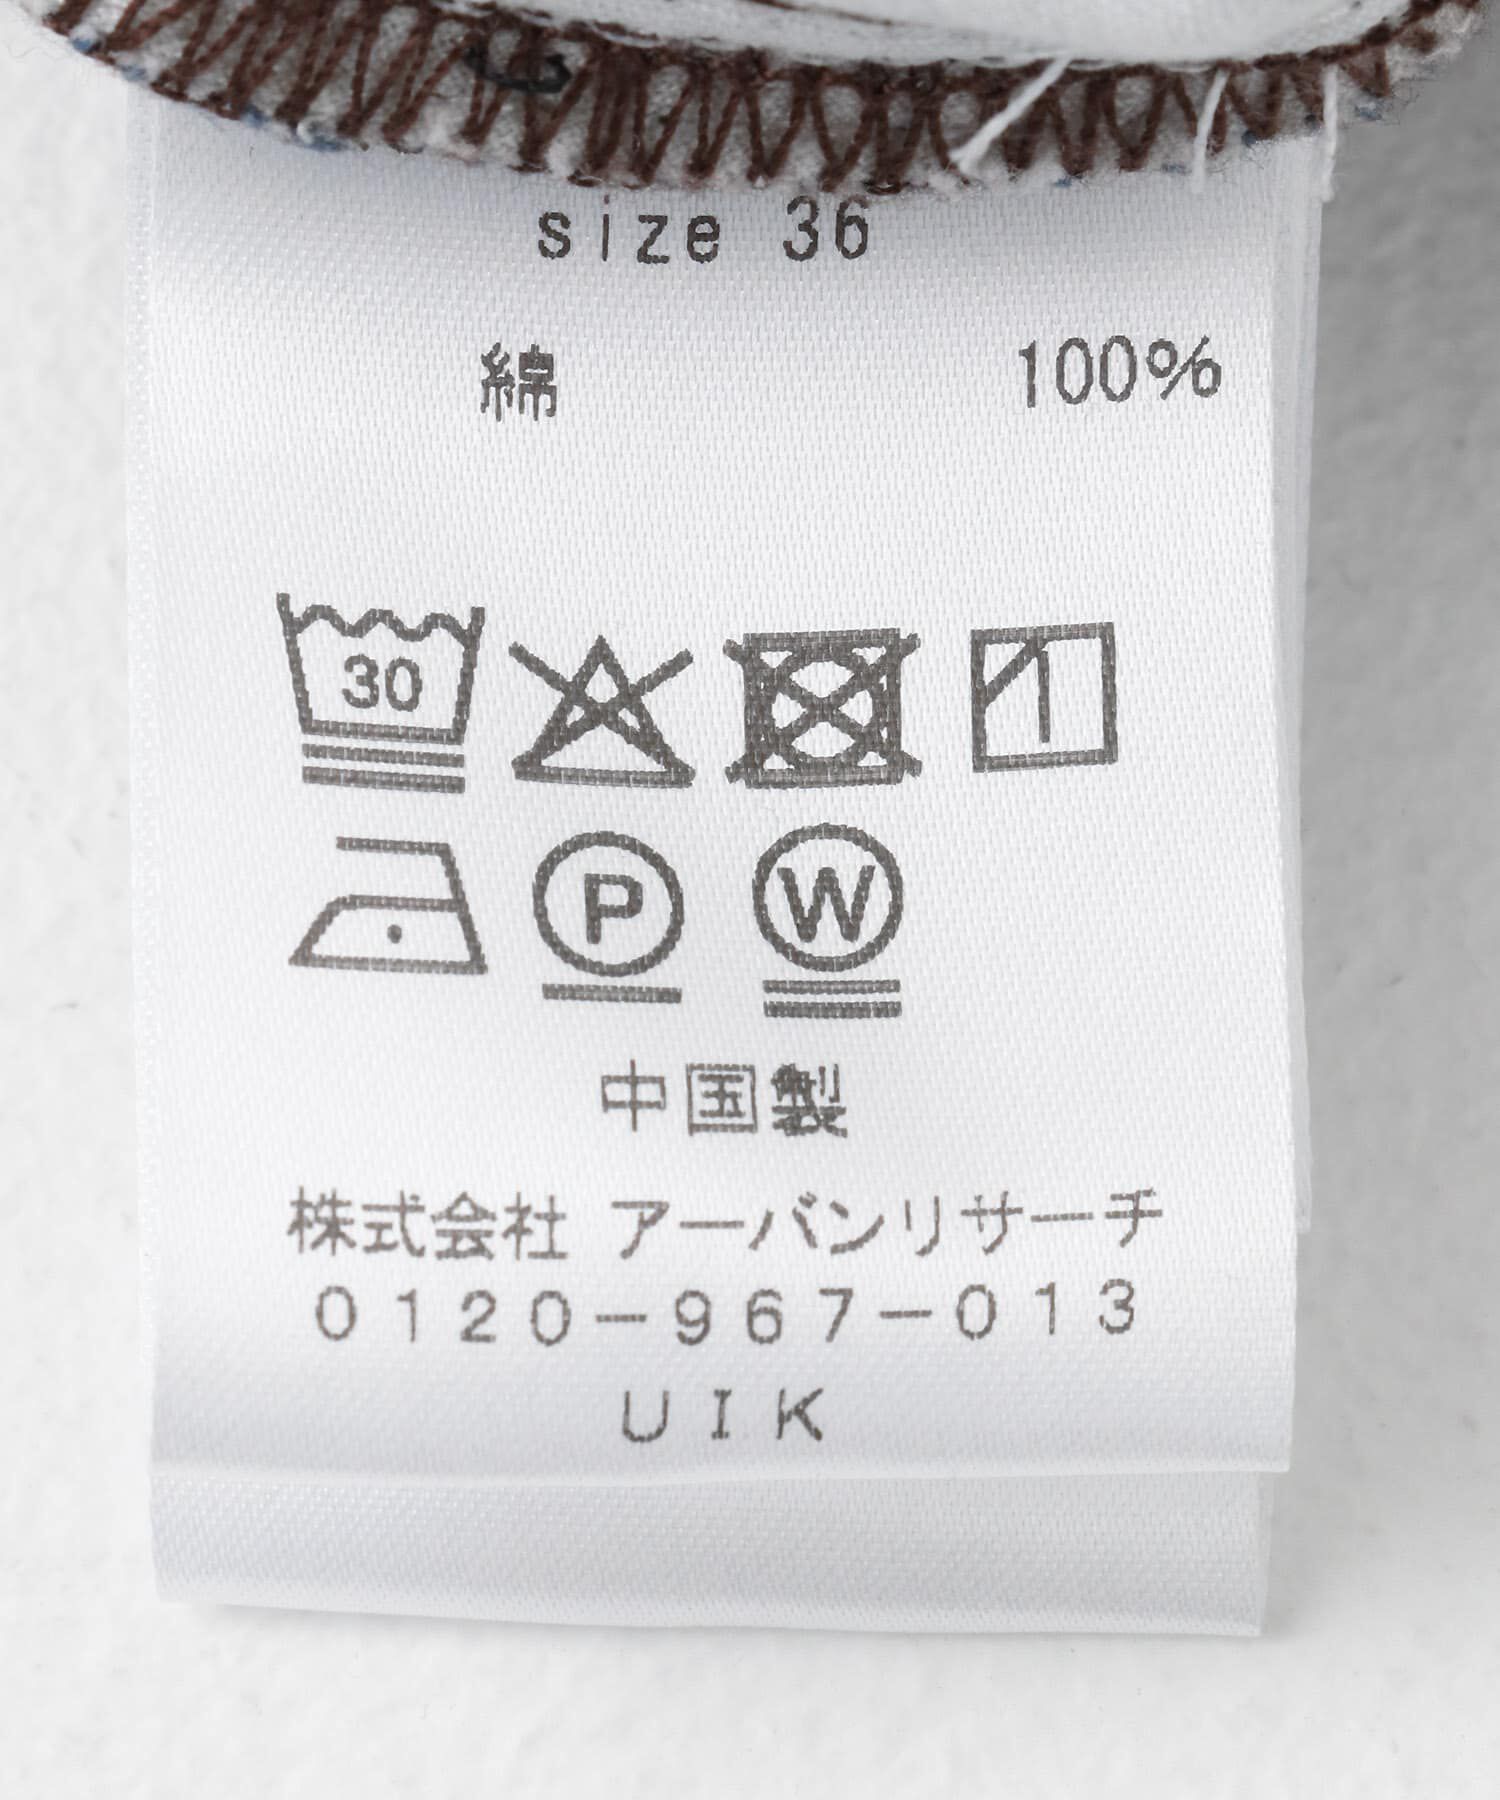 size 36
綿 100%
30
P W
中国製
株式会社 アーバンリサーチ
0120-967-013
UIK